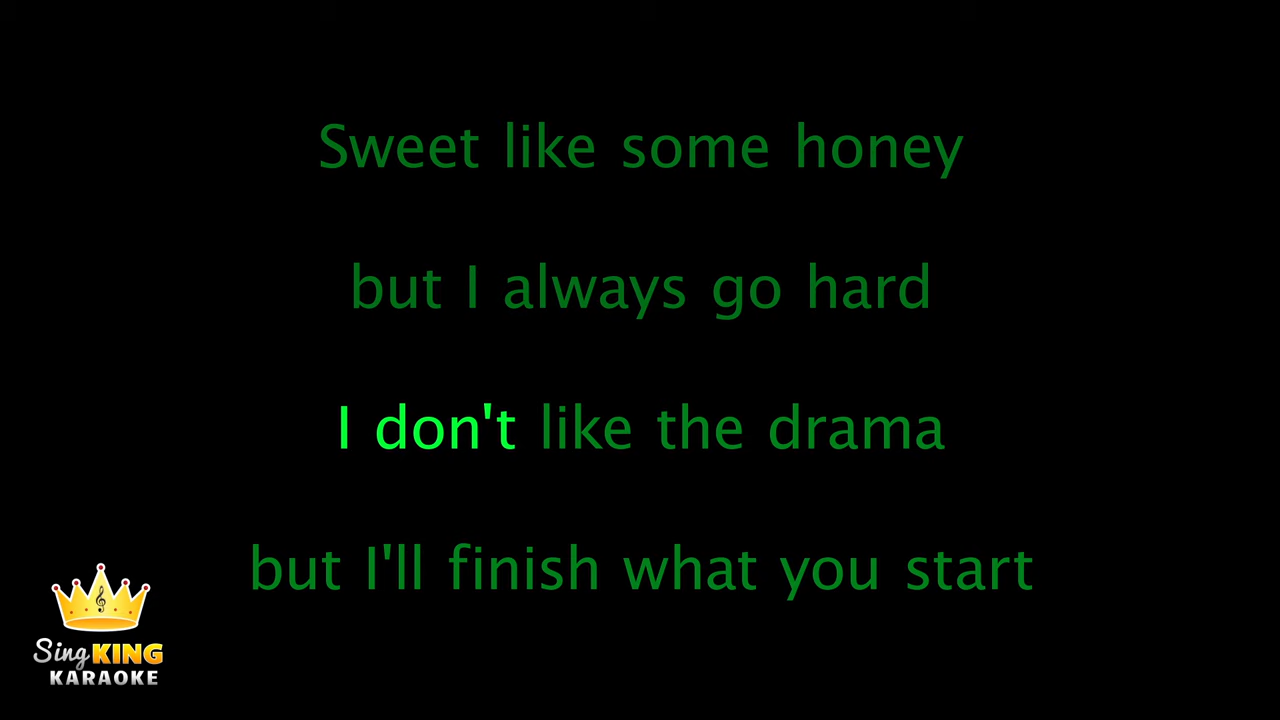 Sweet like some honey
but I always go hard
I don't like the drama
but I'll finish what you start
Sing KING
KARAOKE